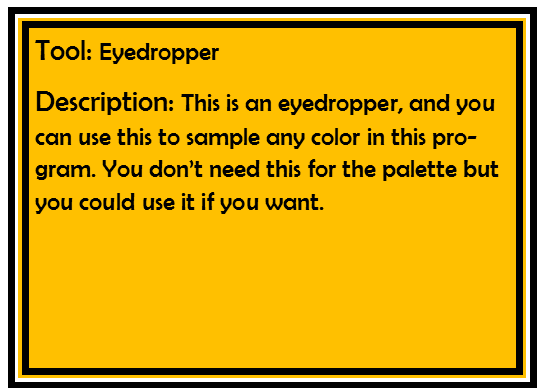 Tool: Eyedropper
Description: This is an eyedropper, and you
can use this to sample any color in this pro-
gram. You don’t need this for the palette but
you could use it if you want.